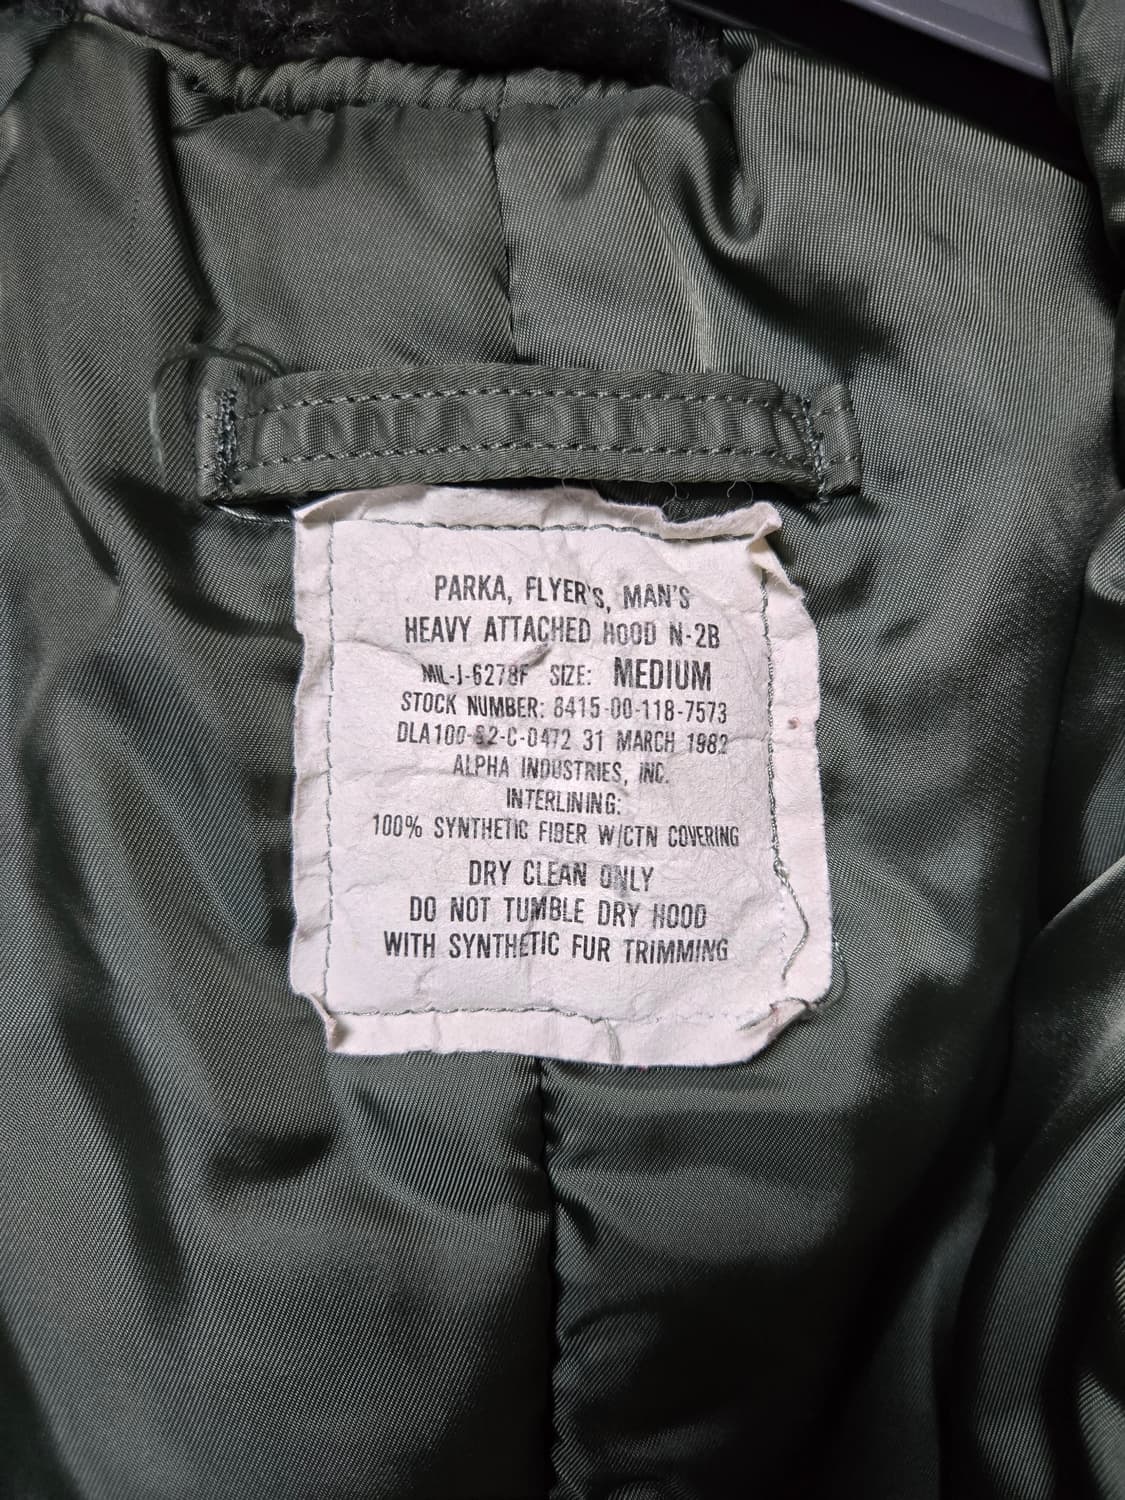 PARKA, FLYER'S, MAN'S
HEAVY ATTACHED HOOD N-2B
MIL-J-6278F SIZE: MEDIUM
STOCK NUMBER: 8415-00-118-7573
DLA100-82-C-0472 31 MARCH 1982
ALPHA INDUSTRIES, INC.
INTERLINING:
100% SYNTHETIC FIBER W/CTN COVERING
DRY CLEAN ONLY
DO NOT TUMBLE DRY HOOD
WITH SYNTHETIC FUR TRIMMING